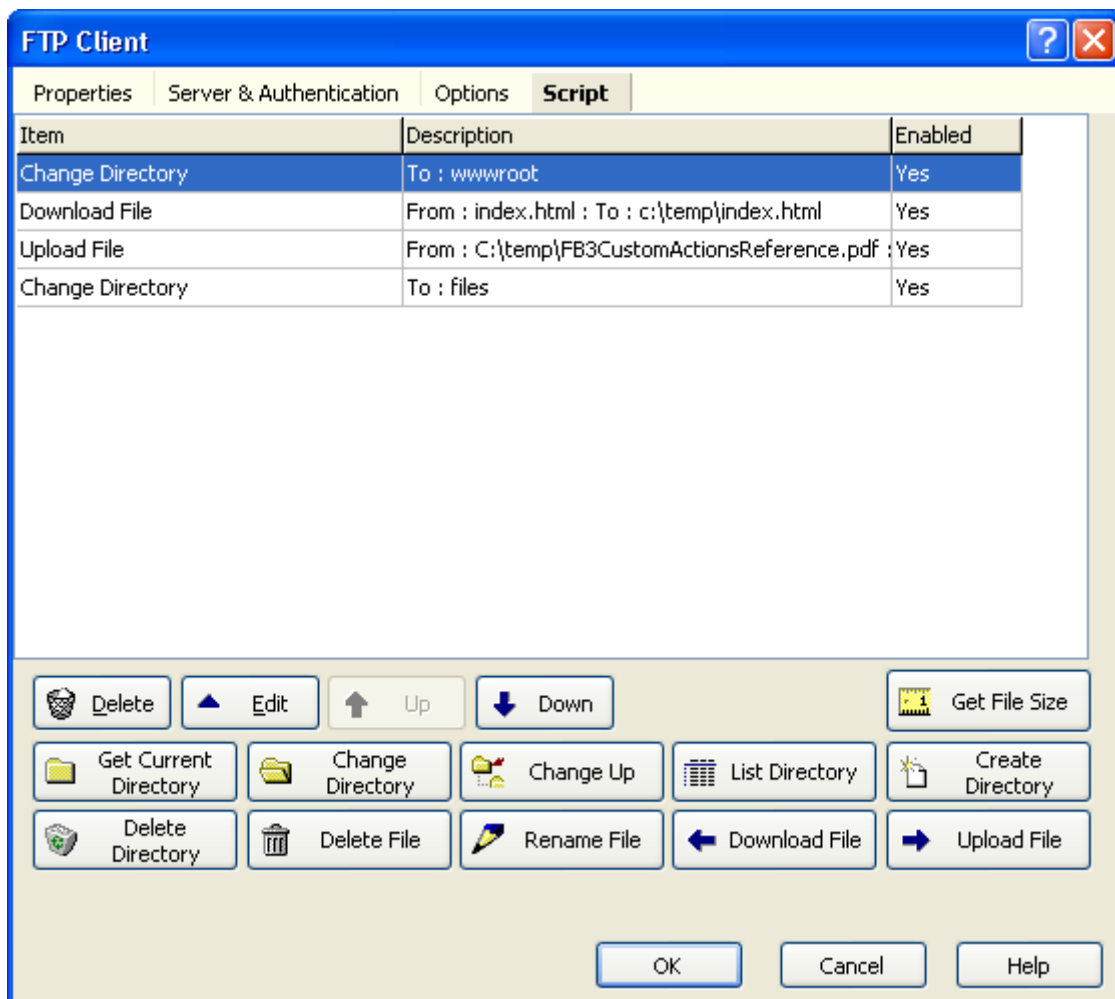 FTP Client
Properties Server & Authentication Options Script
Item Description Enabled
Change Directory To : wwwroot Yes
Download File From : index.html : To : c:\temp\index.html Yes
Upload File From : C:\temp\FB3CustomActionsReference.pdf : Yes
Change Directory To : files Yes
Delete Edit Up Down Get File Size
Get Current Directory Change Directory Change Up List Directory Create Directory
Delete Directory Delete File Rename File Download File Upload File
OK Cancel Help